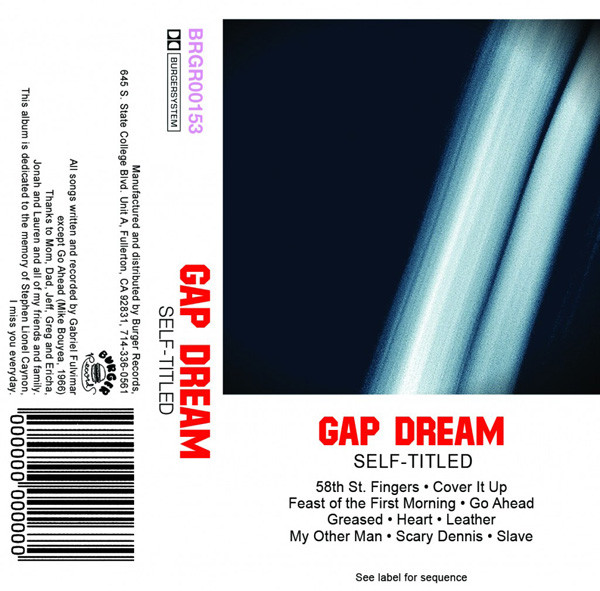 This album is dedicated to the memory of Stephen Lionel Caynon,
I miss you everyday.
Jonah and Lauren and all of my friends and family.
Thanks to Mom, Dad, Jeff, Greg and Ericha,
except Go Ahead (Mike Bouyea, 1966)
All songs written and recorded by Gabriel Fulvimar
645 S. State College Blvd. Unit A, Fullerton, CA 92831, 714-336-0561
Manufactured and distributed by Burger Records,
BURGER
Records
000000 000000
BRGR00153
BURGERSYSTEM
GAP DREAM
SELF-TITLED
GAP DREAM
SELF-TITLED
58th St. Fingers • Cover It Up
Feast of the First Morning • Go Ahead
Greased • Heart • Leather
My Other Man • Scary Dennis • Slave
See label for sequence